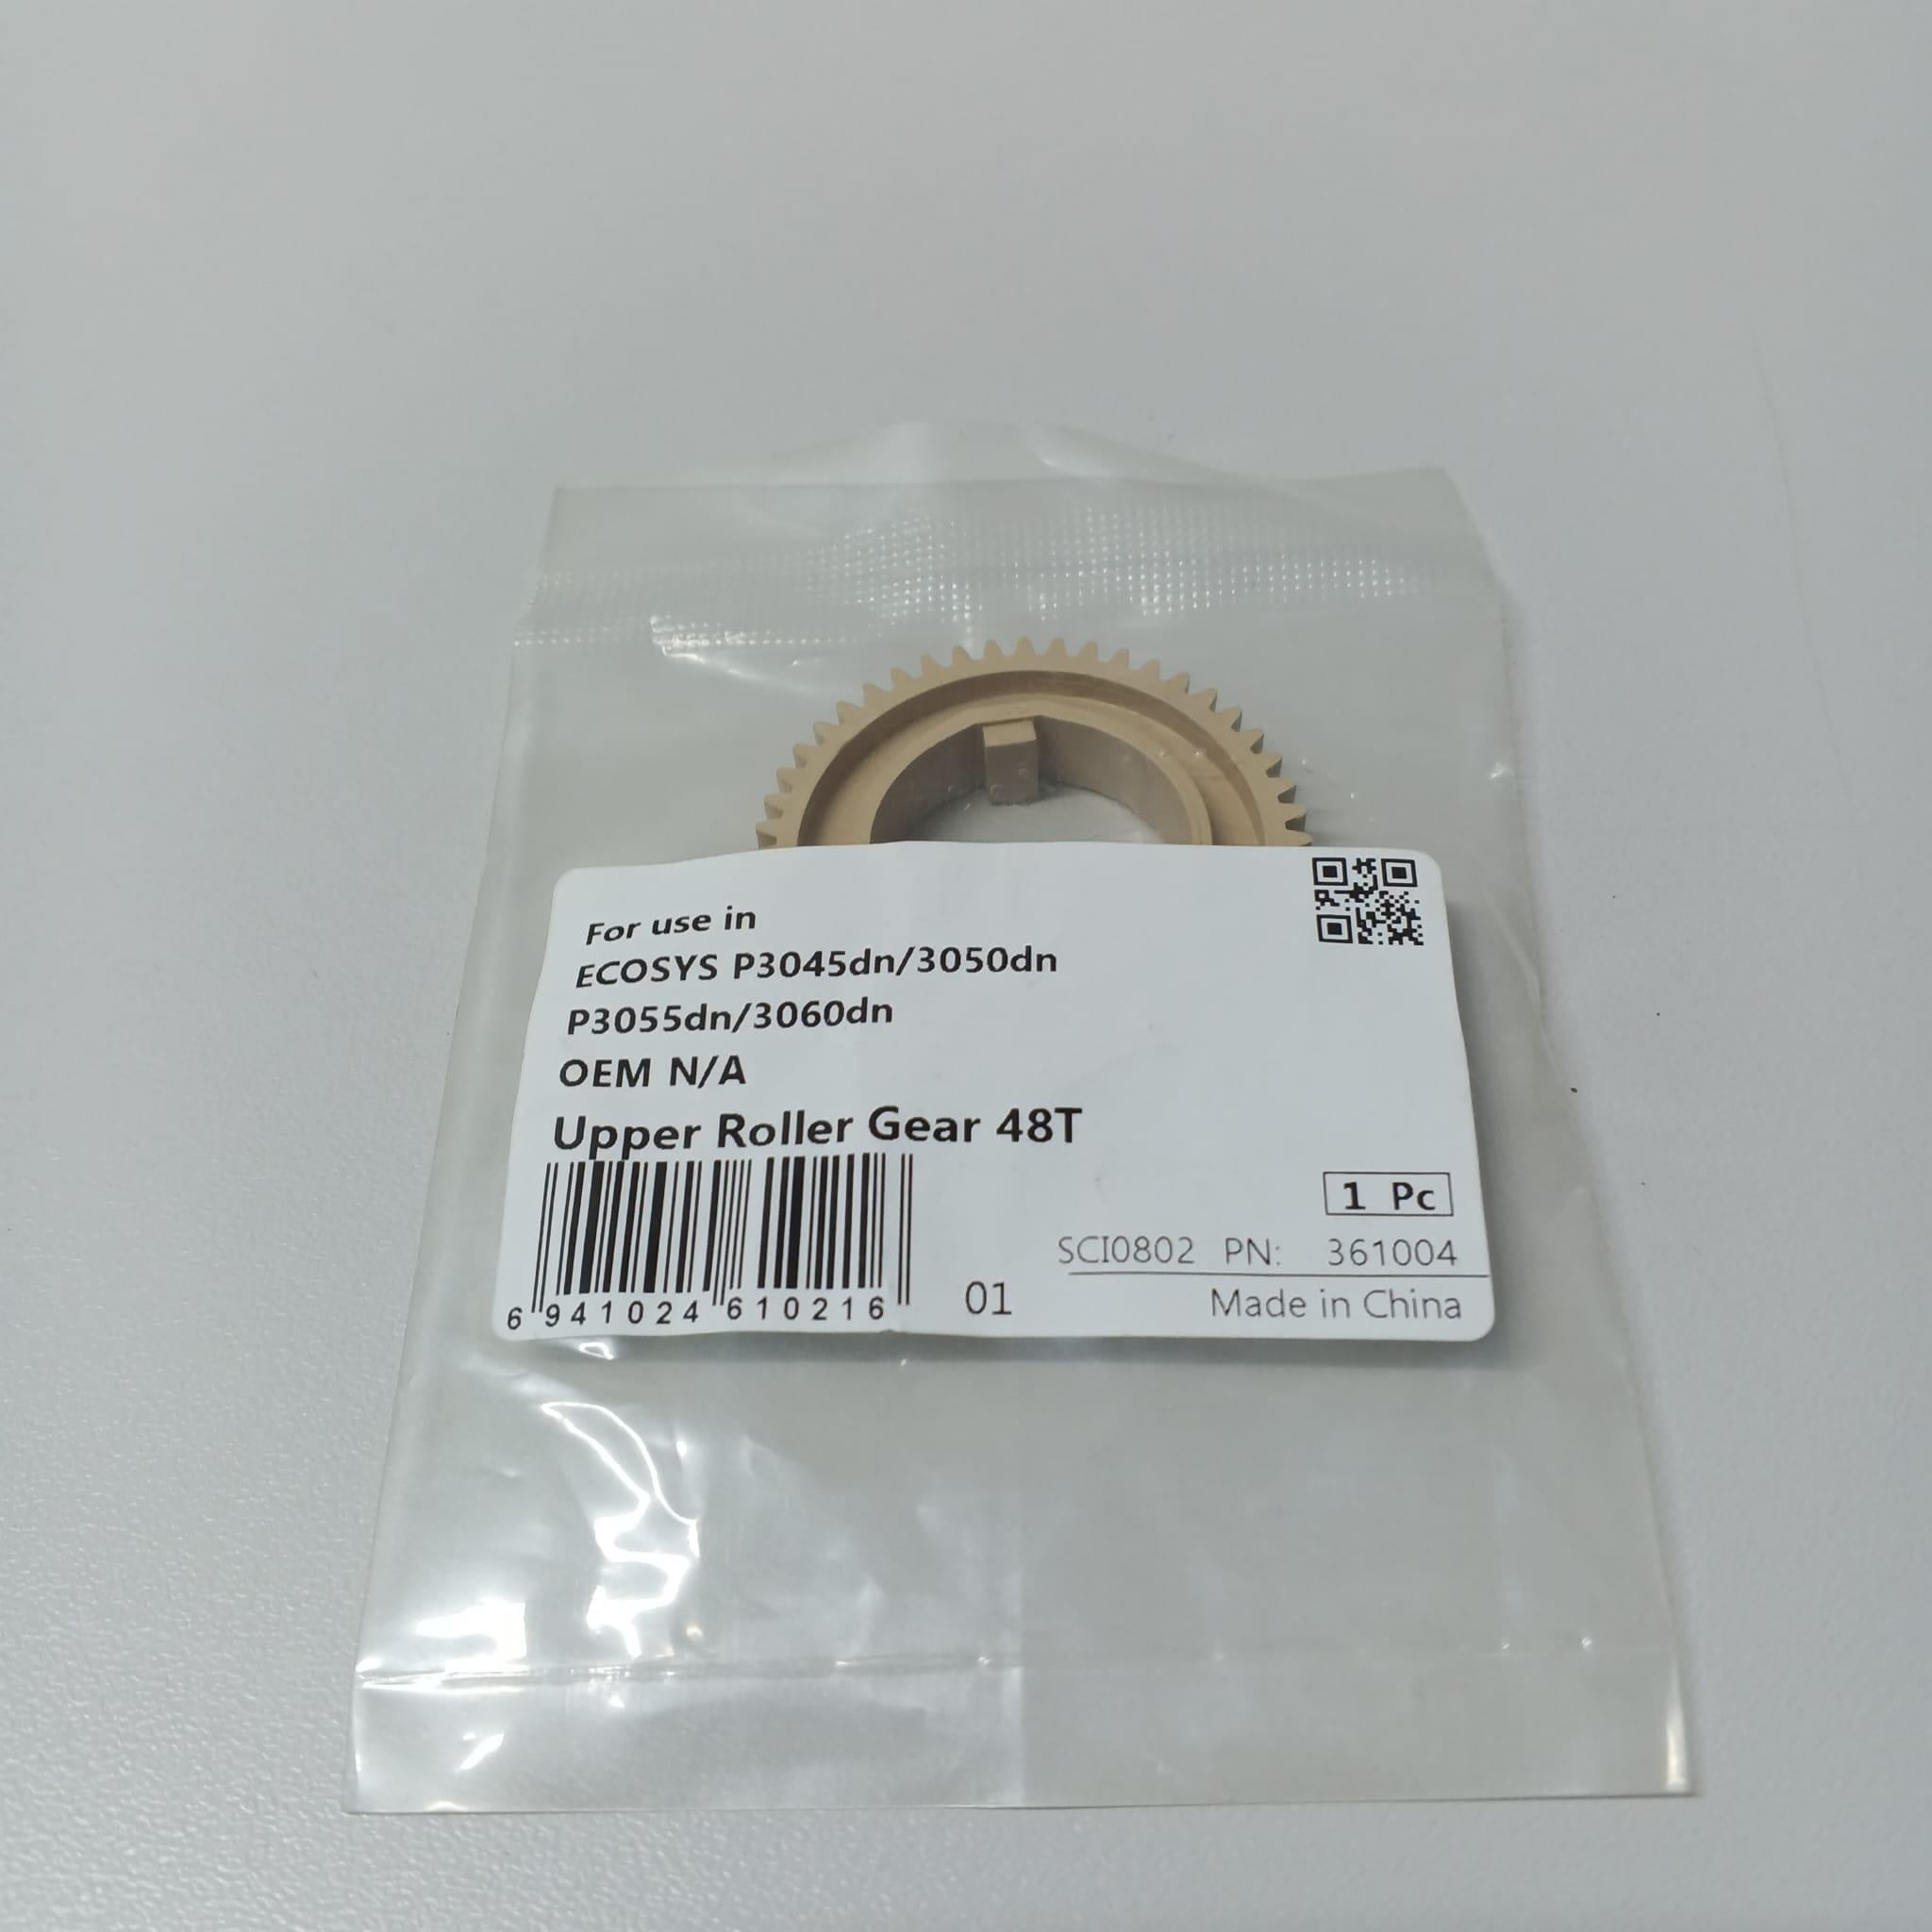 For use in
ECOSYS P3045dn/3050dn
P3055dn/3060dn
OEM N/A
Upper Roller Gear 48T
1 Pc
SCI0802 PN: 361004
6 941024 610216
01
Made in China